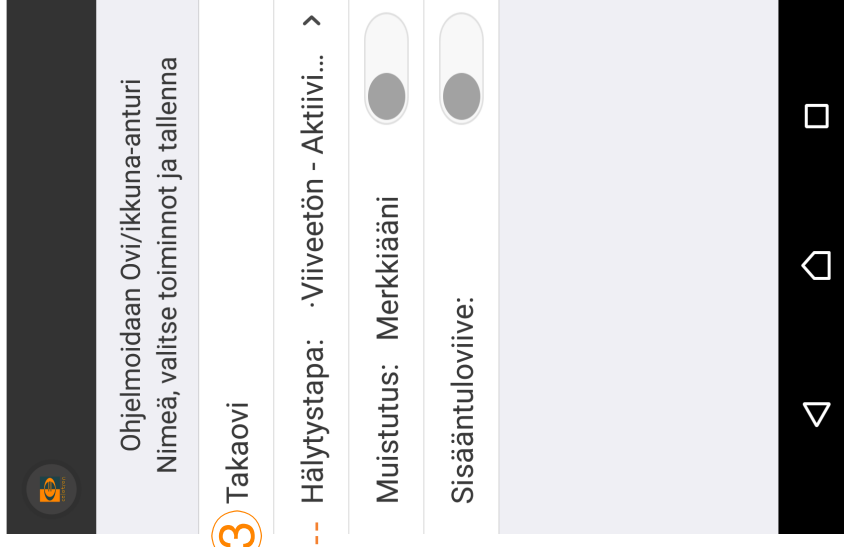 Ohjelmoidaan Ovi/ikkuna-anturi
Nimeä, valitse toiminnot ja tallenna
3 Takaovi
-- Hälytystapa: ·Viiveetön - Aktiivi...
Muistutus: Merkkiääni
Sisääntuloviive: